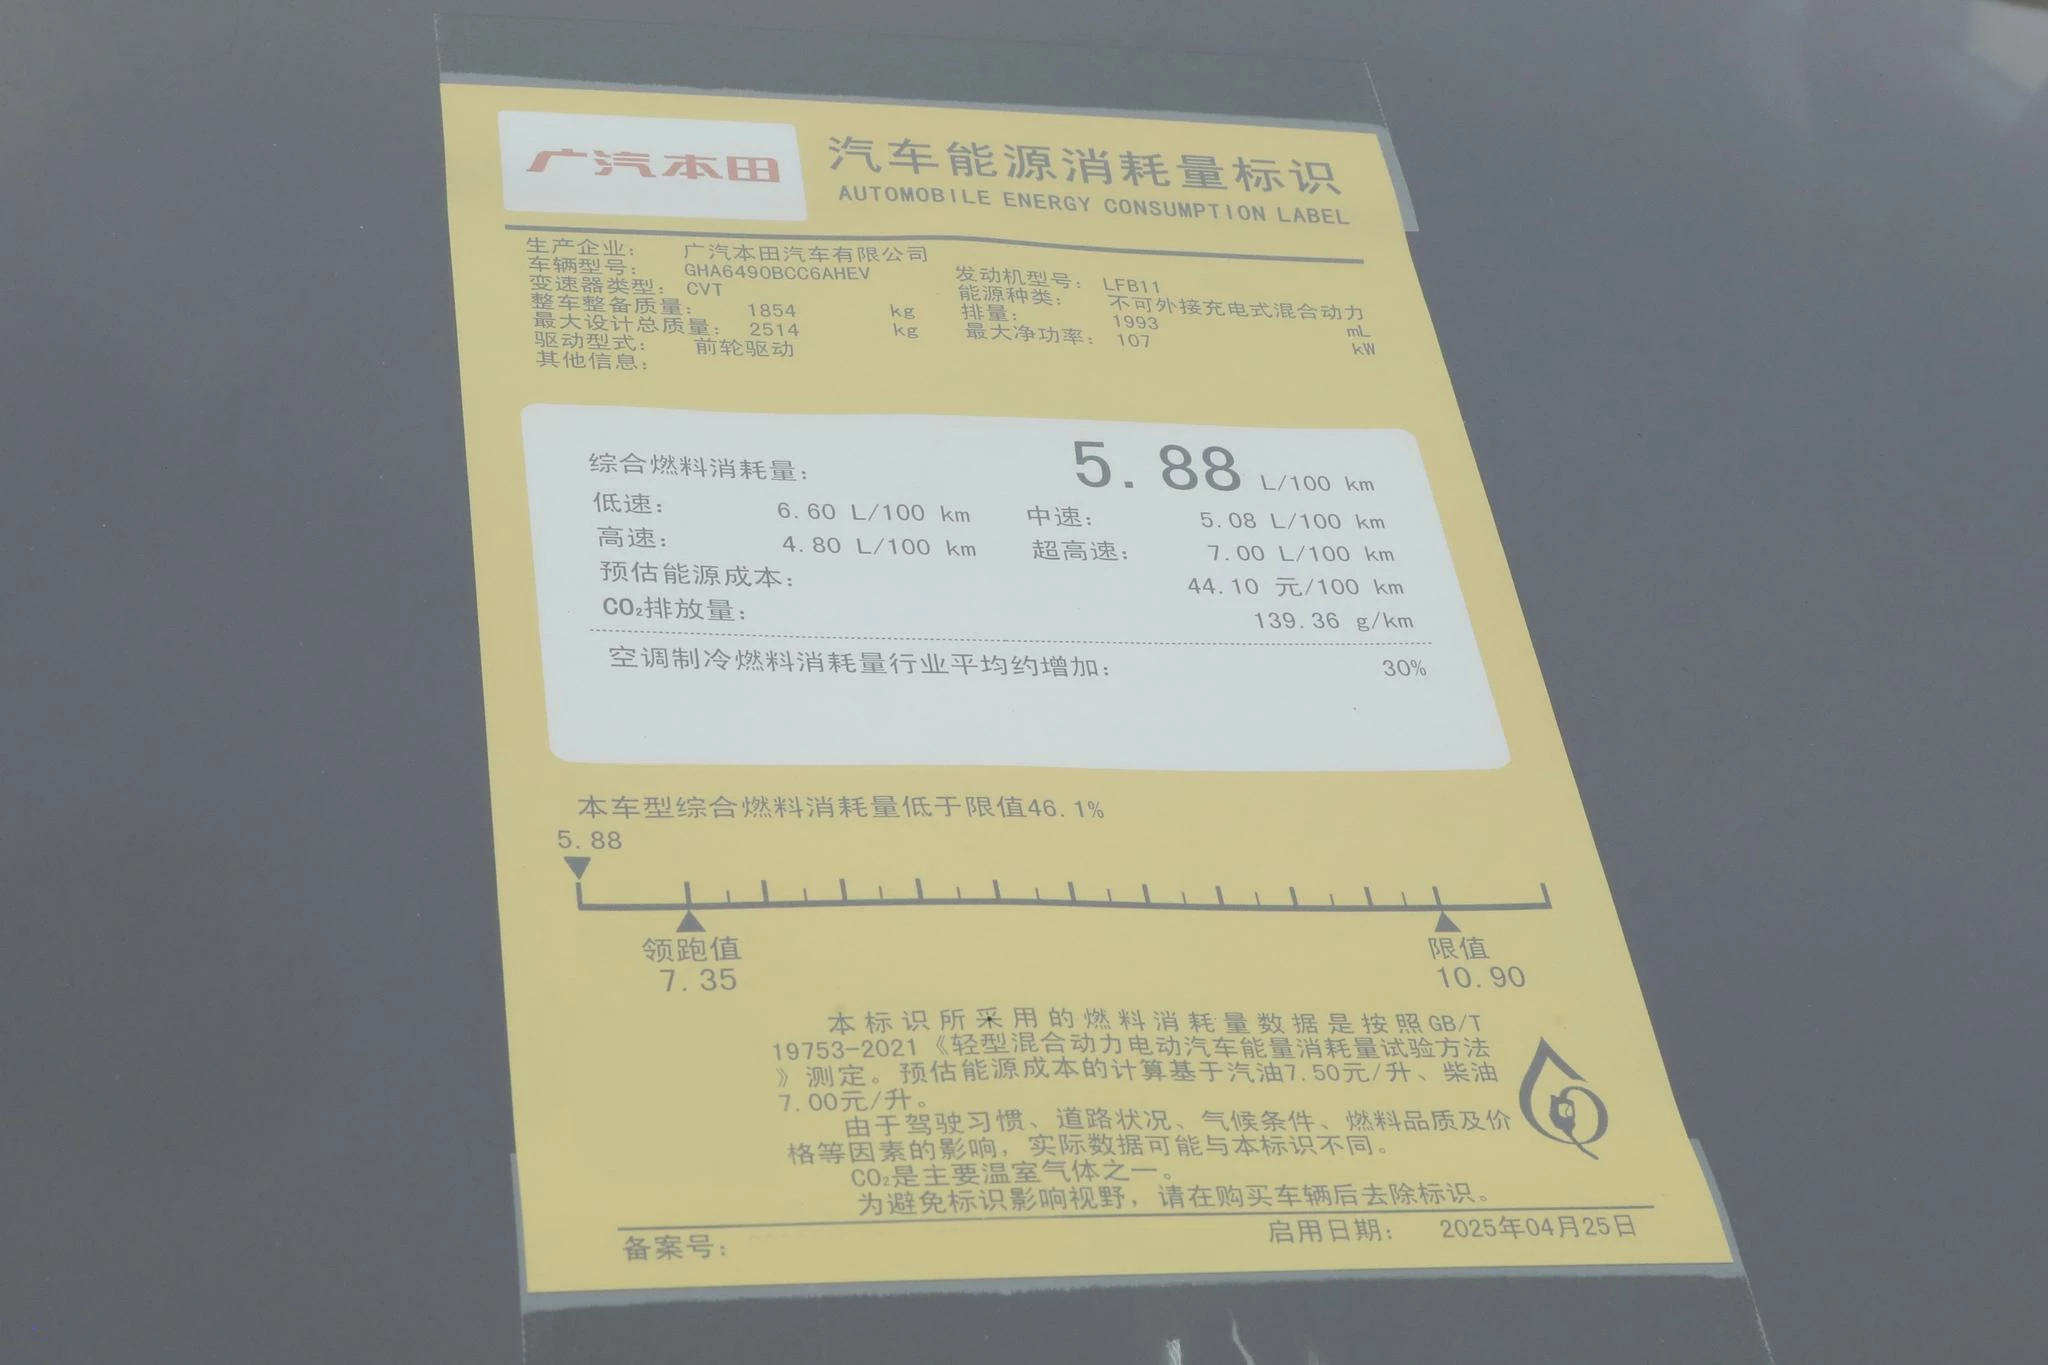 广汽本田
汽车能源消耗量标识
AUTOMOBILE ENERGY CONSUMPTION LABEL
生产企业: 广汽本田汽车有限公司
车辆型号: GHA6490BCC6AHEV 发动机型号: LFB11
变速器类型: CVT 能源种类: 不可外接充电式混合动力
整车整备质量: 1854 kg 排量: 1993 mL
最大设计总质量: 2514 kg 最大净功率: 107 kW
驱动型式: 前轮驱动
其他信息:
综合燃料消耗量: 5.88 L/100 km
低速: 6.60 L/100 km 中速: 5.08 L/100 km
高速: 4.80 L/100 km 超高速: 7.00 L/100 km
预估能源成本: 44.10 元/100 km
CO₂排放量: 139.36 g/km
空调制冷燃料消耗量行业平均约增加: 30%
本车型综合燃料消耗量低于限值46.1%
5.88
领跑值 限值
7.35 10.90
本标识所采用的燃料消耗量数据是按照GB/T
19753-2021《轻型混合动力电动汽车能量消耗量试验方法
》测定。预估能源成本的计算基于汽油7.50元/升、柴油
7.00元/升。
由于驾驶习惯、道路状况、气候条件、燃料品质及价
格等因素的影响，实际数据可能与本标识不同。
CO₂是主要温室气体之一。
为避免标识影响视野，请在购买车辆后去除标识。
备案号: 启用日期: 2025年04月25日